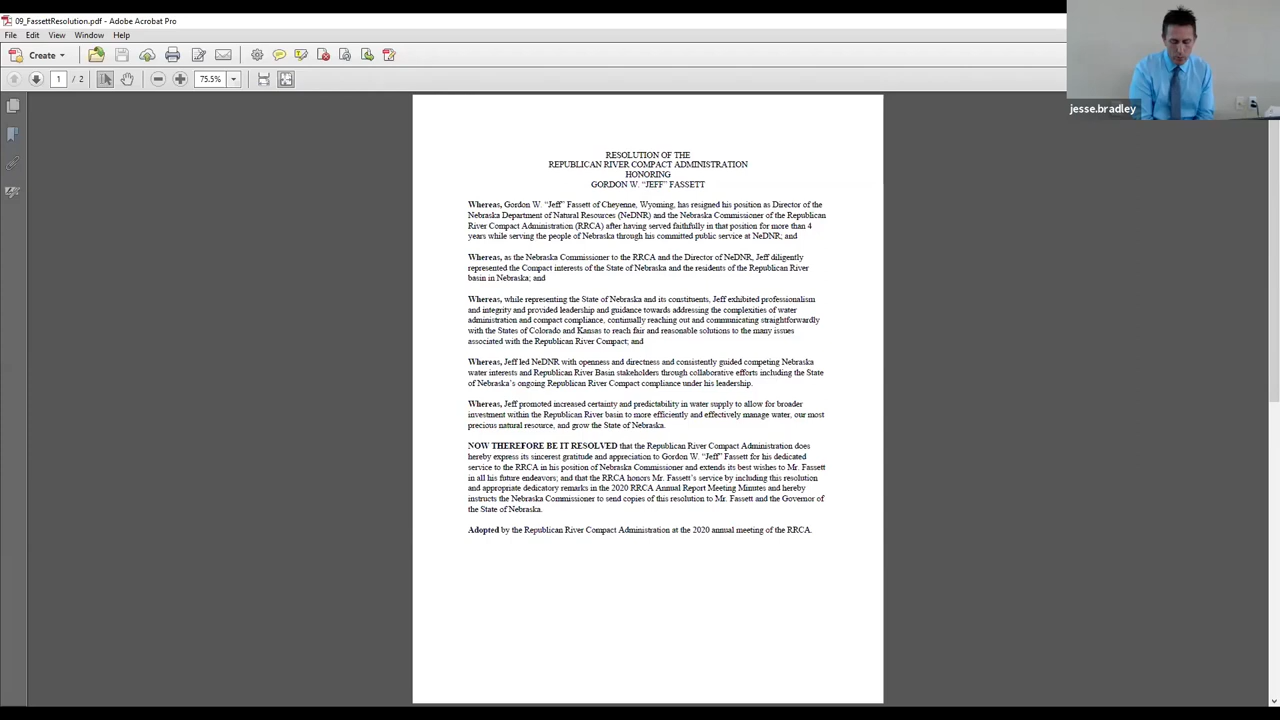 09_FassettResolution.pdf - Adobe Acrobat Pro
File Edit View Window Help
Create
1 / 2 75.5%
jesse.bradley
RESOLUTION OF THE
REPUBLICAN RIVER COMPACT ADMINISTRATION
HONORING
GORDON W. “JEFF” FASSETT
Whereas, Gordon W. “Jeff” Fassett of Cheyenne, Wyoming, has resigned his position as Director of the
Nebraska Department of Natural Resources (NeDNR) and the Nebraska Commissioner of the Republican
River Compact Administration (RRCA) after having served faithfully in that position for more than 4
years while serving the people of Nebraska through his committed public service at NeDNR; and
Whereas, as the Nebraska Commissioner to the RRCA and the Director of NeDNR, Jeff diligently
represented the Compact interests of the State of Nebraska and the residents of the Republican River
basin in Nebraska; and
Whereas, while representing the State of Nebraska and its constituents, Jeff exhibited professionalism
and integrity and provided leadership and guidance towards addressing the complexities of water
administration and compact compliance, continually reaching out and communicating straightforwardly
with the States of Colorado and Kansas to reach fair and reasonable solutions to the many issues
associated with the Republican River Compact; and
Whereas, Jeff led NeDNR with openness and directness and consistently guided competing Nebraska
water interests and Republican River Basin stakeholders through collaborative efforts including the State
of Nebraska’s ongoing Republican River Compact compliance under his leadership.
Whereas, Jeff promoted increased certainty and predictability in water supply to allow for broader
investment within the Republican River basin to more efficiently and effectively manage water, our most
precious natural resource, and grow the State of Nebraska.
NOW THEREFORE BE IT RESOLVED that the Republican River Compact Administration does
hereby express its sincerest gratitude and appreciation to Gordon W. “Jeff” Fassett for his dedicated
service to the RRCA in his position of Nebraska Commissioner and extends its best wishes to Mr. Fassett
in all his future endeavors; and that the RRCA honors Mr. Fassett’s service by including this resolution
and appropriate dedicatory remarks in the 2020 RRCA Annual Report Meeting Minutes and hereby
instructs the Nebraska Commissioner to send copies of this resolution to Mr. Fassett and the Governor of
the State of Nebraska.
Adopted by the Republican River Compact Administration at the 2020 annual meeting of the RRCA.